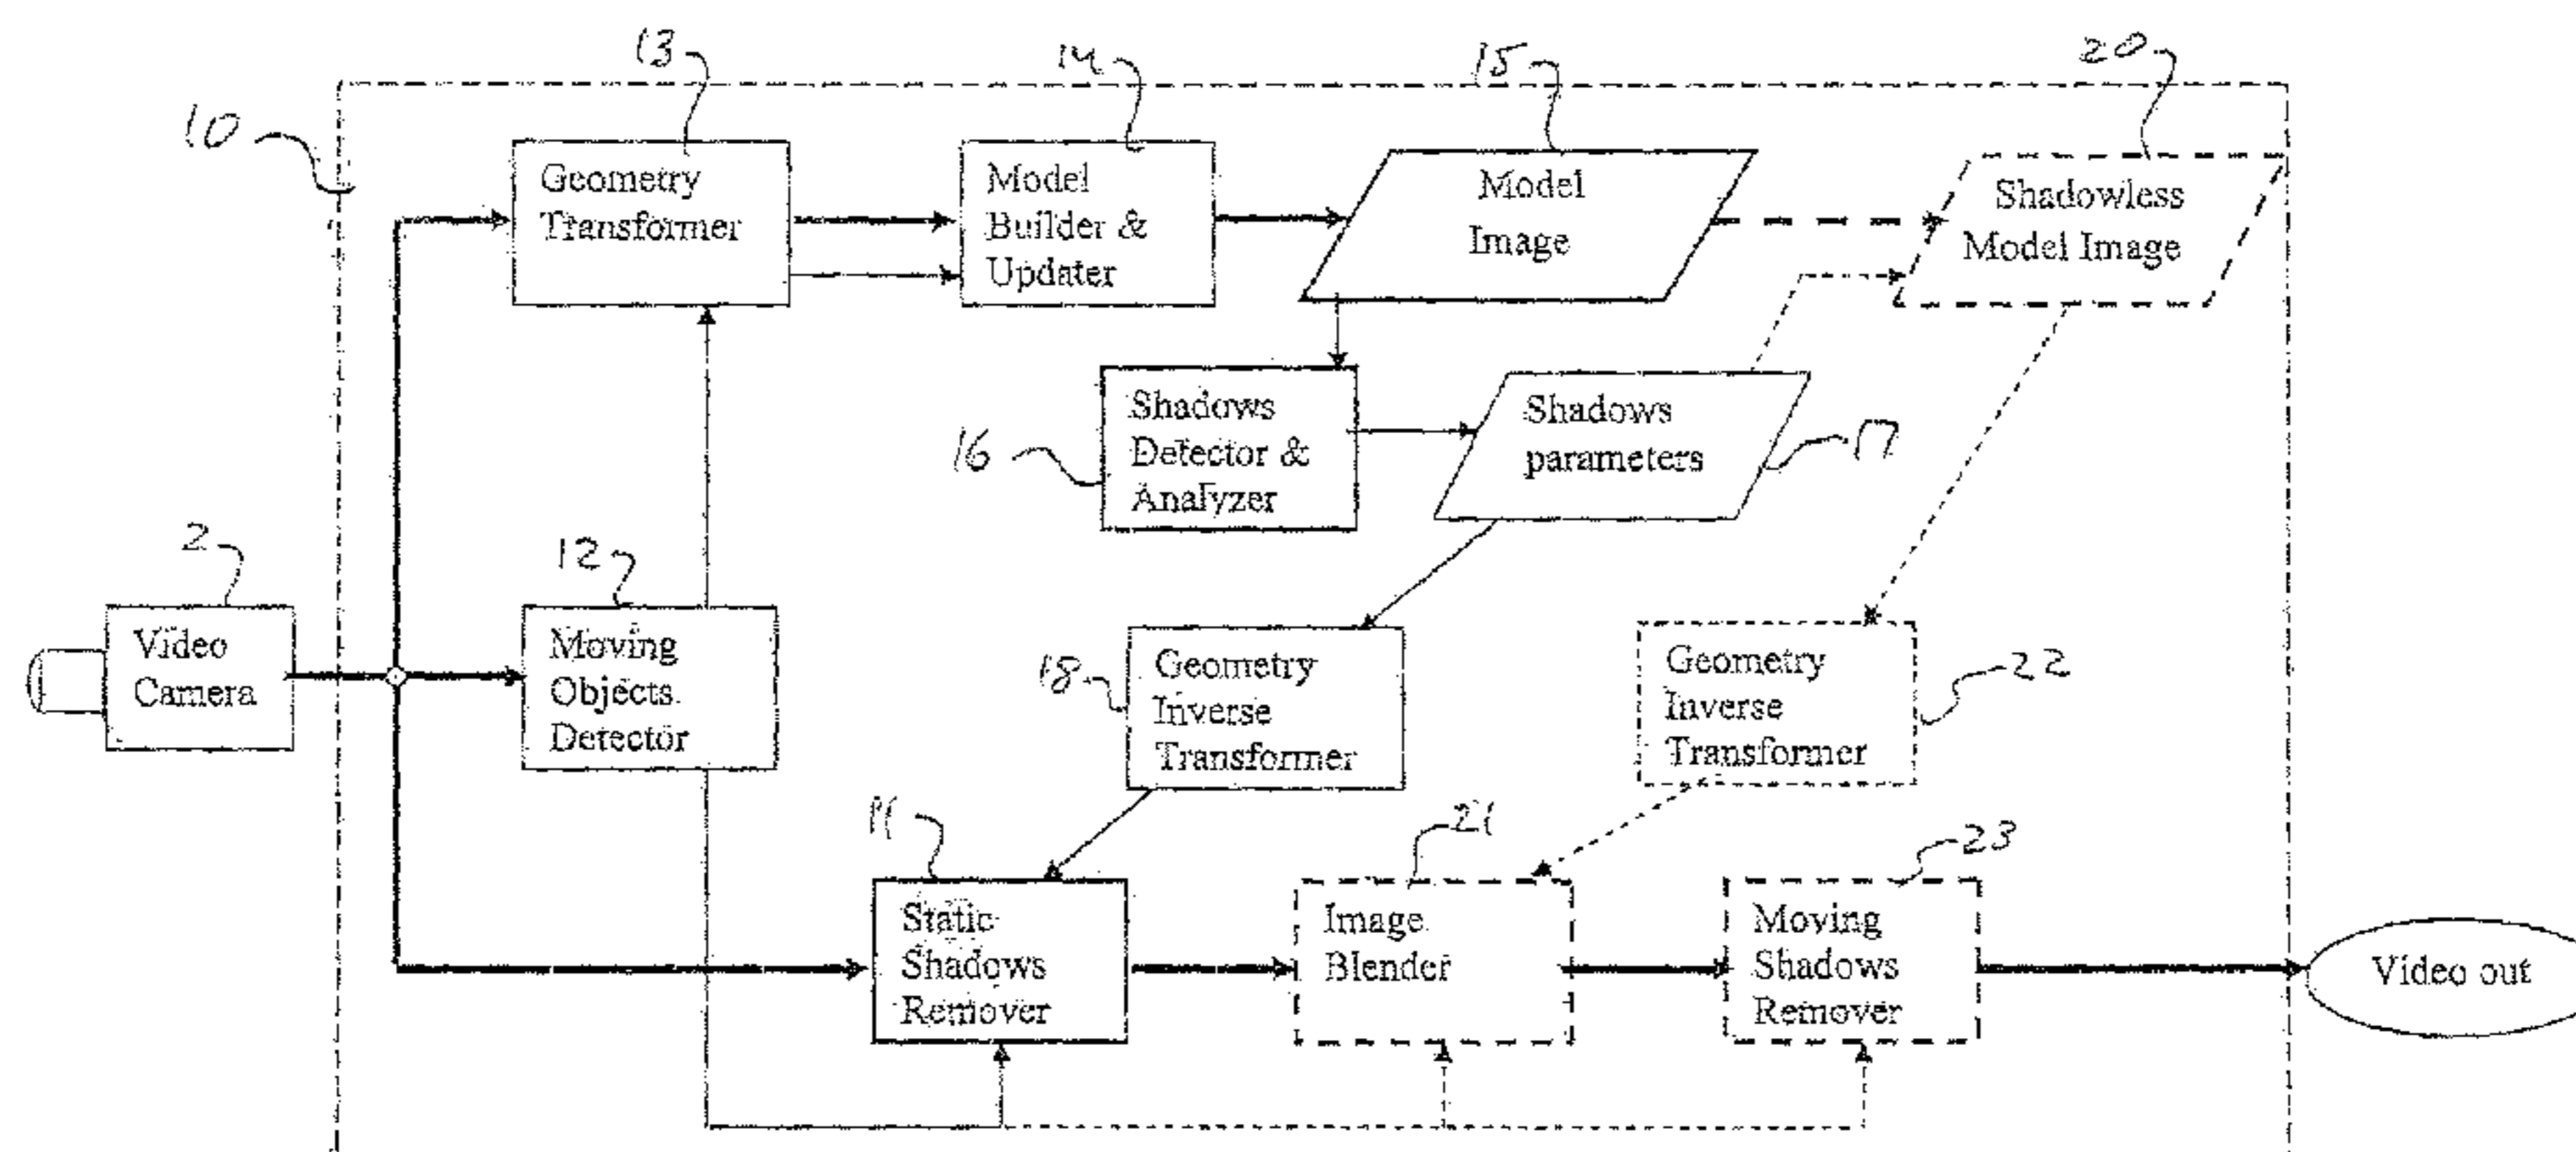 13
14
15
20
10
Geometry
Transformer
Model
Builder &
Updater
Model
Image
Shadowless
Model Image
16
Shadows
Detector &
Analyzer
Shadows
parameters
17
2
Video
Camera
12
Moving
Objects
Detector
18
Geometry
Inverse
Transformer
Geometry
Inverse
Transformer
22
11
Static
Shadows
Remover
21
Image
Blender
23
Moving
Shadows
Remover
Video out